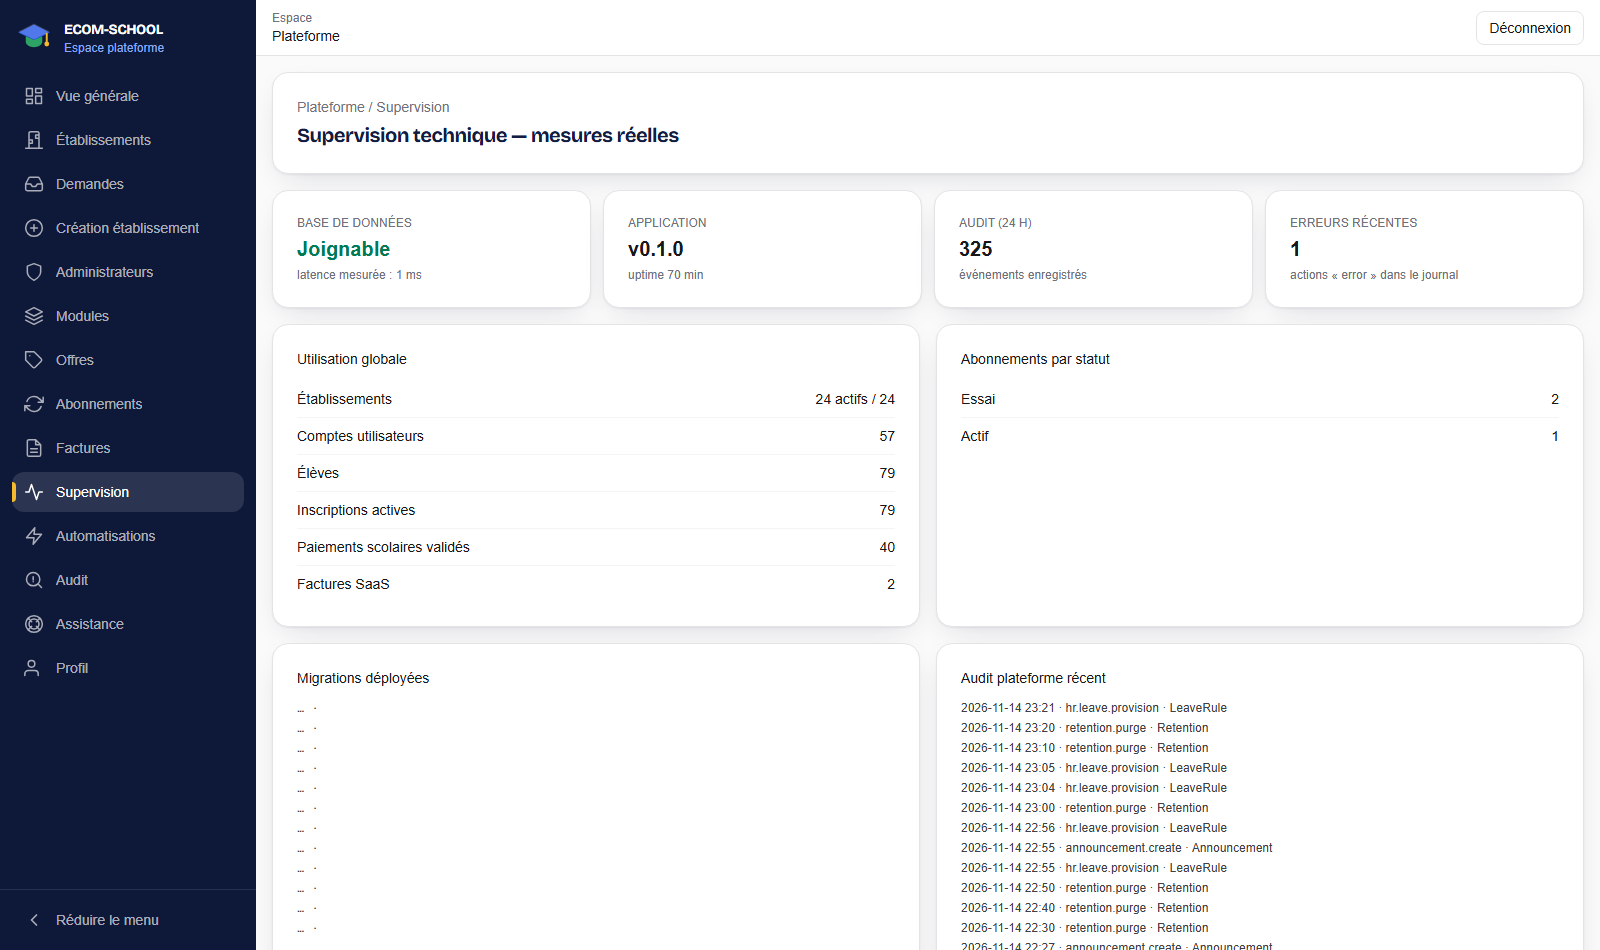 ECOM-SCHOOL
Espace plateforme
Vue générale
Établissements
Demandes
Création établissement
Administrateurs
Modules
Offres
Abonnements
Factures
Supervision
Automatisations
Audit
Assistance
Profil
Réduire le menu
Espace
Plateforme
Déconnexion
Plateforme / Supervision
Supervision technique — mesures réelles
BASE DE DONNÉES
Joignable
latence mesurée : 1 ms
APPLICATION
v0.1.0
uptime 70 min
AUDIT (24 H)
325
événements enregistrés
ERREURS RÉCENTES
1
actions « error » dans le journal
Utilisation globale
Établissements 24 actifs / 24
Comptes utilisateurs 57
Élèves 79
Inscriptions actives 79
Paiements scolaires validés 40
Factures SaaS 2
Abonnements par statut
Essai 2
Actif 1
Migrations déployées
… ·
… ·
… ·
… ·
… ·
… ·
… ·
… ·
… ·
… ·
… ·
… ·
Audit plateforme récent
2026-11-14 23:21 · hr.leave.provision · LeaveRule
2026-11-14 23:20 · retention.purge · Retention
2026-11-14 23:10 · retention.purge · Retention
2026-11-14 23:05 · hr.leave.provision · LeaveRule
2026-11-14 23:04 · hr.leave.provision · LeaveRule
2026-11-14 23:00 · retention.purge · Retention
2026-11-14 22:56 · hr.leave.provision · LeaveRule
2026-11-14 22:55 · announcement.create · Announcement
2026-11-14 22:55 · hr.leave.provision · LeaveRule
2026-11-14 22:50 · retention.purge · Retention
2026-11-14 22:40 · retention.purge · Retention
2026-11-14 22:30 · retention.purge · Retention
2026-11-14 22:27 · announcement.create · Announcement